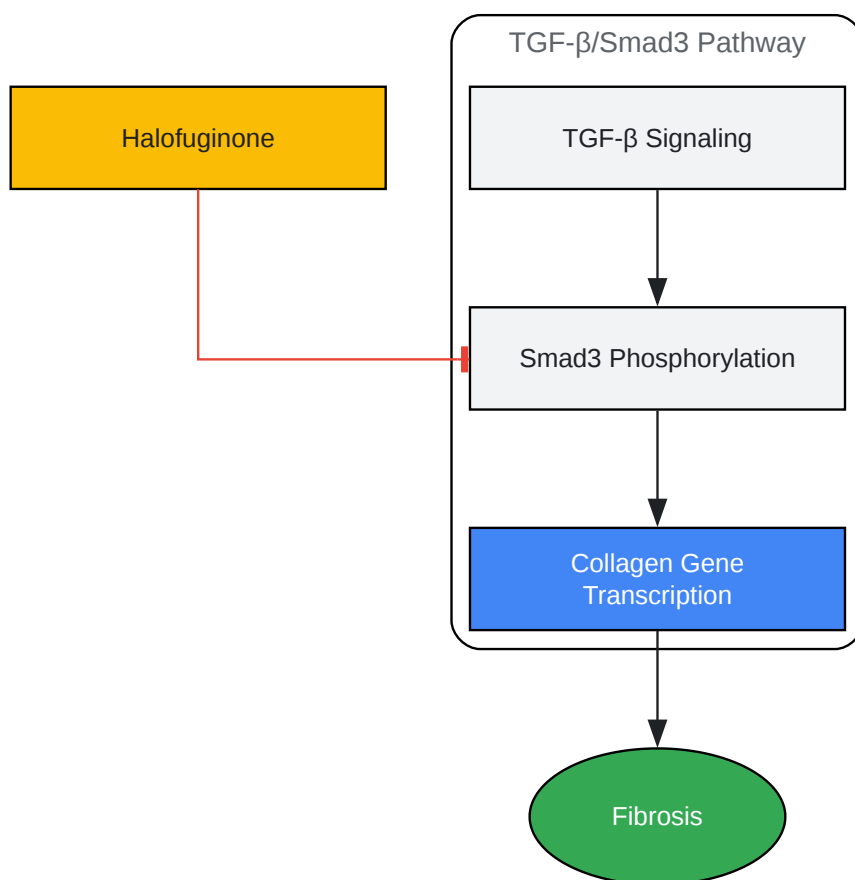 TGF-β/Smad3 Pathway
Halofuginone
TGF-β Signaling
Smad3 Phosphorylation
Collagen Gene
Transcription
Fibrosis